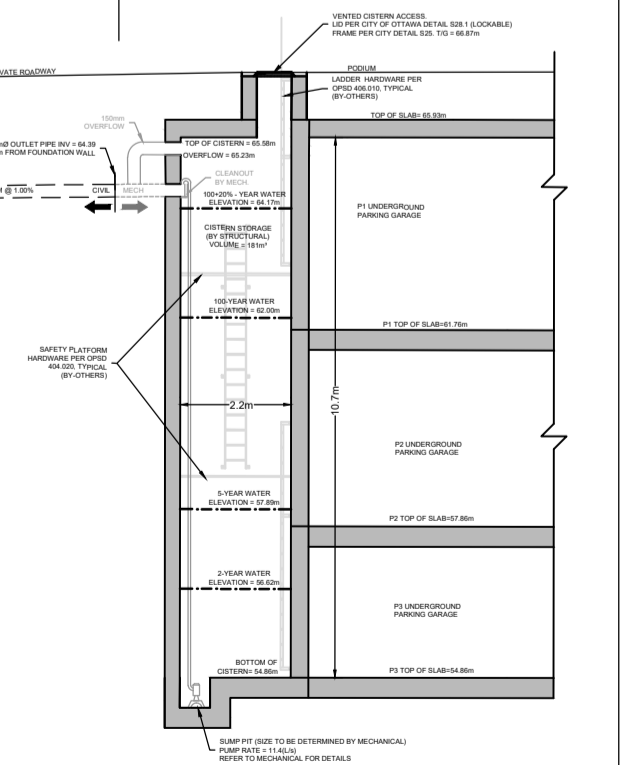 VENTED CISTERN ACCESS.
LID PER CITY OF OTTAWA DETAIL S28.1 (LOCKABLE)
FRAME PER CITY DETAIL S25. T/G = 66.87m
VATE ROADWAY
PODIUM
LADDER HARDWARE PER
OPSD 406.010, TYPICAL
(BY-OTHERS)
TOP OF SLAB= 65.93m
150mm
OVERFLOW
mØ OUTLET PIPE INV = 64.39
m FROM FOUNDATION WALL
TOP OF CISTERN = 65.58m
OVERFLOW = 65.23m
CLEANOUT
BY MECH.
M @ 1.00%
CIVIL
MECH
100+20% - YEAR WATER
ELEVATION = 64.17m
CISTERN STORAGE
(BY STRUCTURAL)
VOLUME = 181m³
P1 UNDERGROUND
PARKING GARAGE
100-YEAR WATER
ELEVATION = 62.00m
P1 TOP OF SLAB=61.76m
SAFETY PLATFORM
HARDWARE PER OPSD
404.020, TYPICAL
(BY-OTHERS)
2.2m
10.7m
P2 UNDERGROUND
PARKING GARAGE
5-YEAR WATER
ELEVATION = 57.89m
P2 TOP OF SLAB=57.86m
2-YEAR WATER
ELEVATION = 56.62m
P3 UNDERGROUND
PARKING GARAGE
BOTTOM OF
CISTERN= 54.86m
P3 TOP OF SLAB=54.86m
SUMP PIT (SIZE TO BE DETERMINED BY MECHANICAL)
PUMP RATE = 11.4(L/s)
REFER TO MECHANICAL FOR DETAILS